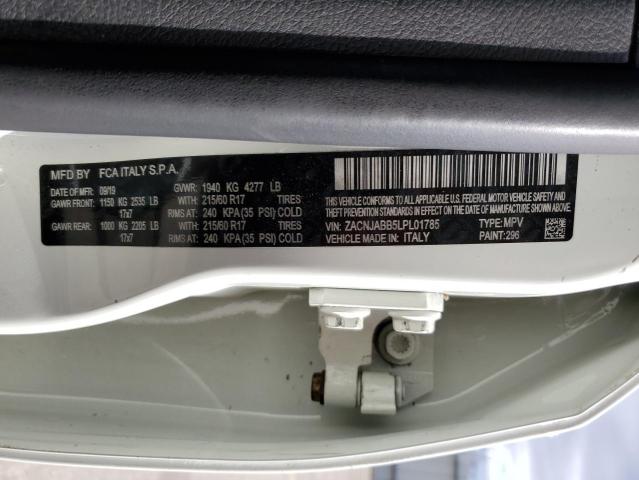 MFD BY FCA ITALY S.P.A.
DATE OF MFR: 09/19 GVWR: 1940 KG 4277 LB
GAWR FRONT: 1150 KG 2535 LB WITH: 215/60 R17 TIRES
17x7 RIMS AT: 240 KPA (35 PSI) COLD
GAWR REAR: 1000 KG 2205 LB WITH: 215/60 R17 TIRES
17x7 RIMS AT: 240 KPA (35 PSI) COLD
THIS VEHICLE CONFORMS TO ALL APPLICABLE U.S. FEDERAL MOTOR VEHICLE SAFETY,
BUMPER AND THEFT PREVENTION STANDARDS IN EFFECT ON THE DATE OF MANUFACTURE SHOWN ABOVE
VIN: ZACNJABB5LPL01785 TYPE: MPV
VEHICLE MADE IN: ITALY PAINT: 296